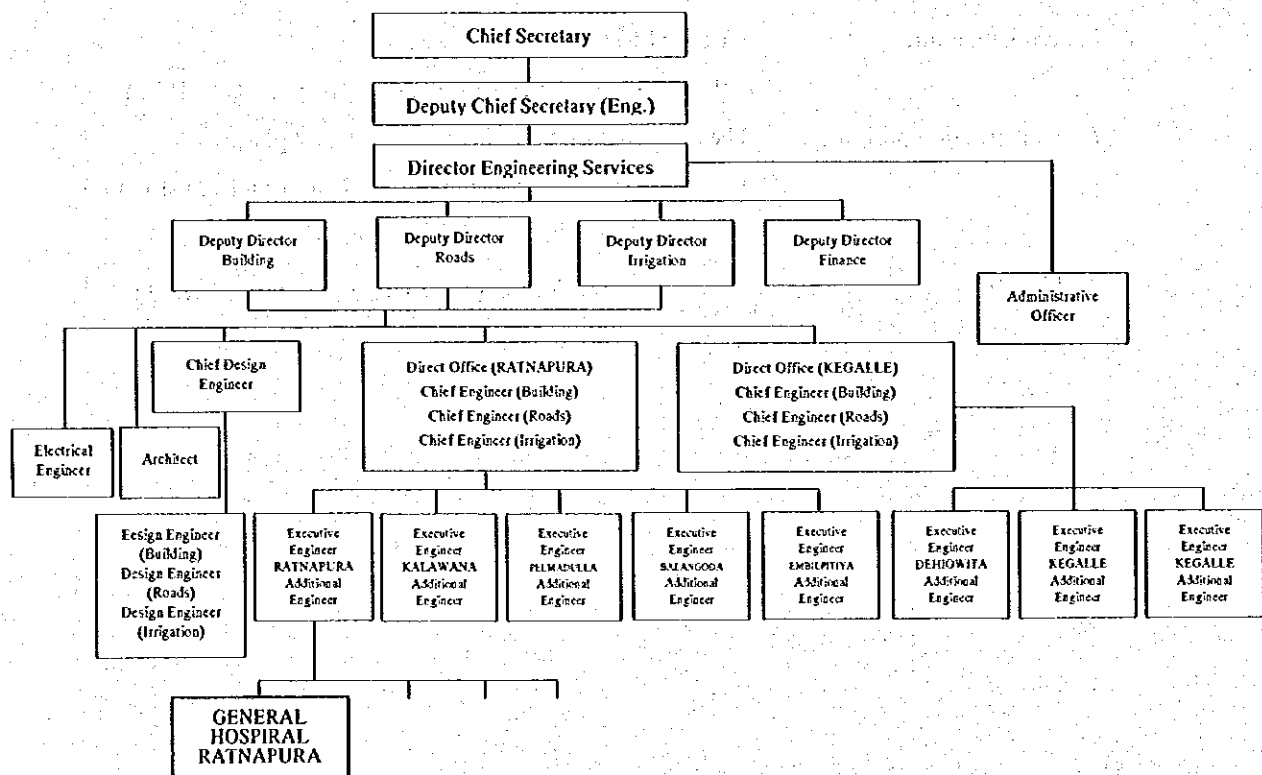 Chief Secretary
Deputy Chief Secretary (Eng.)
Director Engineering Services
Deputy Director
Building
Deputy Director
Roads
Deputy Director
Irrigation
Deputy Director
Finance
Administrative
Officer
Chief Design
Engineer
Direct Office (RATNAPURA)
Chief Engineer (Building)
Chief Engineer (Roads)
Chief Engineer (Irrigation)
Direct Office (KEGALLE)
Chief Engineer (Building)
Chief Engineer (Roads)
Chief Engineer (Irrigation)
Electrical
Engineer
Architect
Eesign Engineer
(Building)
Design Engineer
(Roads)
Design Engineer
(Irrigation)
Executive
Engineer
RATNAPURA
Additional
Engineer
Executive
Engineer
KALAWANA
Additional
Engineer
Executive
Engineer
PELMADULLA
Additional
Engineer
Executive
Engineer
BALANGODA
Additional
Engineer
Executive
Engineer
EMBILPITIYA
Additional
Engineer
Executive
Engineer
DEHIOWITA
Additional
Engineer
Executive
Engineer
KEGALLE
Additional
Engineer
Executive
Engineer
KEGALLE
Additional
Engineer
GENERAL
HOSPIRAL
RATNAPURA